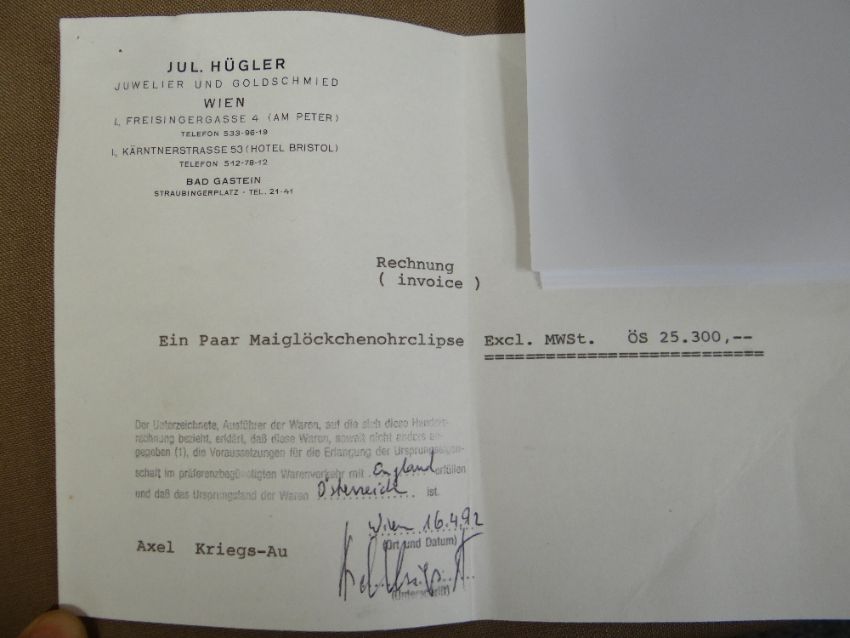 JUL. HÜGLER
JUWELIER UND GOLDSCHMIED
WIEN
I., FREISINGERGASSE 4 (AM PETER)
TELEFON 533-96-19
I., KÄRNTNERSTRASSE 53 (HOTEL BRISTOL)
TELEFON 512-78-12
BAD GASTEIN
STRAUBINGERPLATZ - TEL. 21-41
Rechnung
( invoice )
Ein Paar Maiglöckchenohrclipse Excl. MWSt. ÖS 25.300,--
Der Unterzeichnete, Ausführer der Waren, auf die sich diese Handels-
rechnung bezieht, erklärt, daß diese Waren, soweit nicht anders an-
gegeben (1), die Voraussetzungen für die Erlangung der Ursprungseigen-
schaft im präferenzbegünstigten Warenverkehr mit England erfüllen
und daß das Ursprungsland der Waren Österreich ist.
Wien 16.4.92
Axel Kriegs-Au (Ort und Datum)
(Unterschrift)